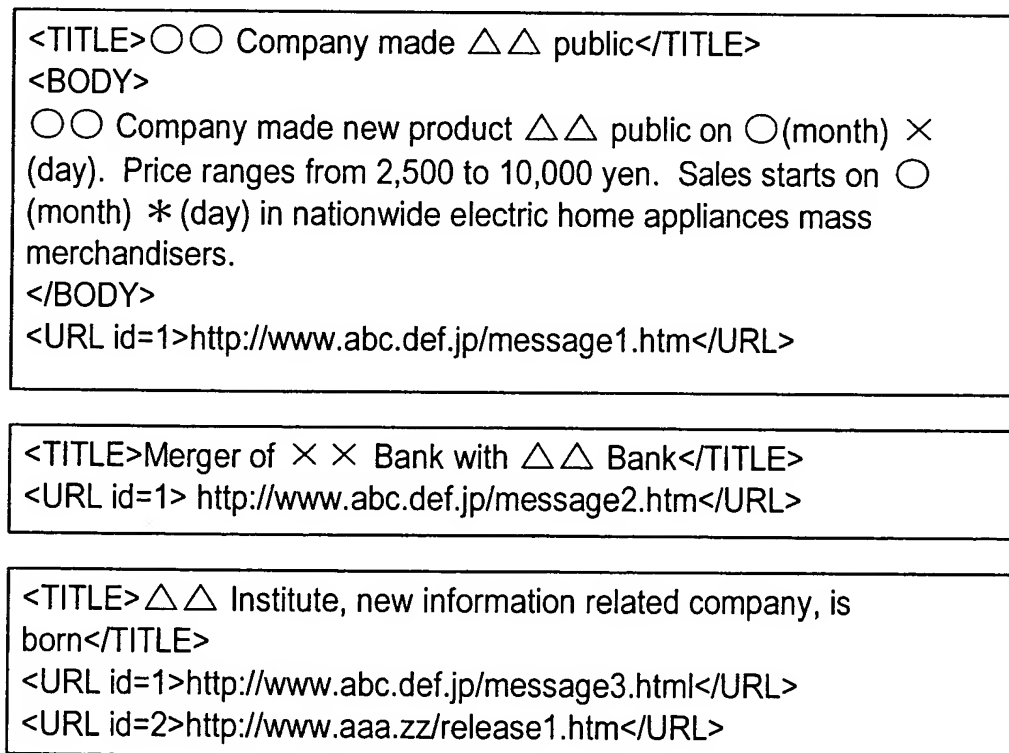 <TITLE>○○ Company made △△ public</TITLE>
<BODY>
○○ Company made new product △△ public on ○(month) ×
(day). Price ranges from 2,500 to 10,000 yen. Sales starts on ○
(month) * (day) in nationwide electric home appliances mass
merchandisers.
</BODY>
<URL id=1>http://www.abc.def.jp/message1.htm</URL>
<TITLE>Merger of ×× Bank with △△ Bank</TITLE>
<URL id=1> http://www.abc.def.jp/message2.htm</URL>
<TITLE>△△ Institute, new information related company, is
born</TITLE>
<URL id=1>http://www.abc.def.jp/message3.html</URL>
<URL id=2>http://www.aaa.zz/release1.htm</URL>